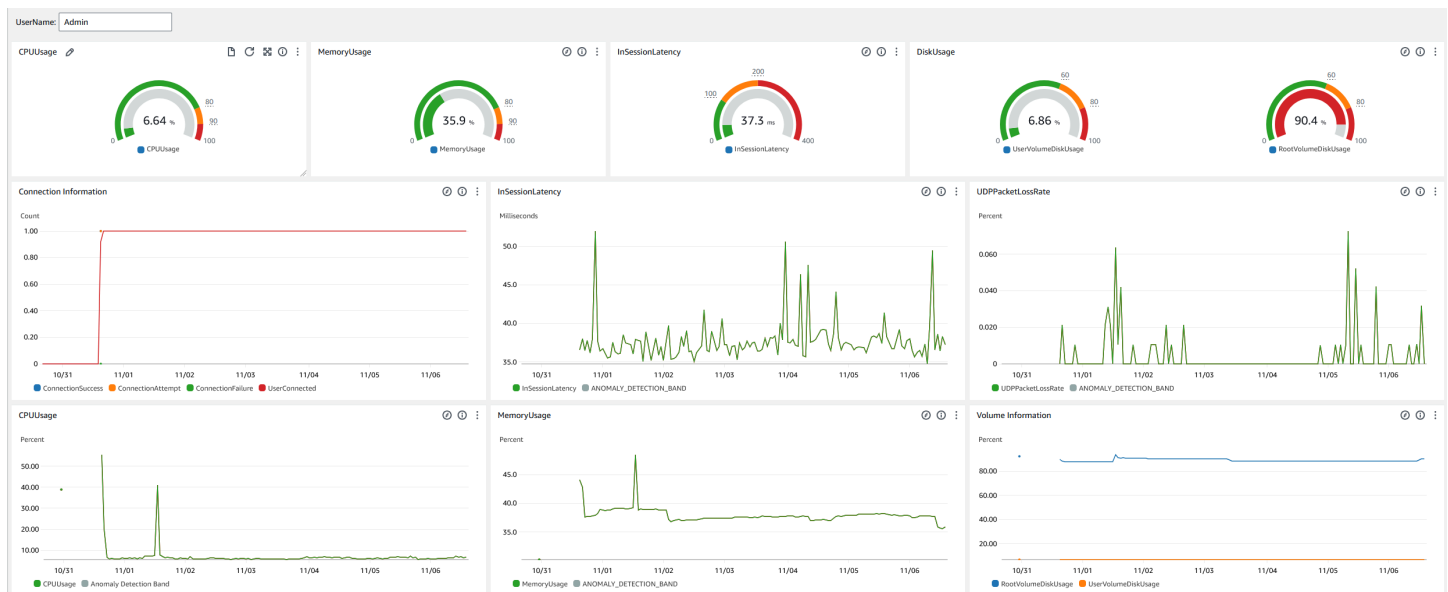 UserName: Admin
CPUUsage
MemoryUsage
InSessionLatency
DiskUsage
80
90
0
100
6.64 %
CPUUsage
80
90
0
100
35.9 %
MemoryUsage
100
200
0
400
37.3 ms
InSessionLatency
60
80
0
100
6.86 %
UserVolumeDiskUsage
60
80
0
100
90.4 %
RootVolumeDiskUsage
Connection Information
Count
1.00
0.80
0.60
0.40
0.20
0
10/31 11/01 11/02 11/03 11/04 11/05 11/06
ConnectionSuccess ConnectionAttempt ConnectionFailure UserConnected
InSessionLatency
Milliseconds
50.0
45.0
40.0
35.0
10/31 11/01 11/02 11/03 11/04 11/05 11/06
InSessionLatency ANOMALY_DETECTION_BAND
UDPPacketLossRate
Percent
0.060
0.040
0.020
0
10/31 11/01 11/02 11/03 11/04 11/05 11/06
UDPPacketLossRate ANOMALY_DETECTION_BAND
CPUUsage
Percent
50.00
40.00
30.00
20.00
10.00
10/31 11/01 11/02 11/03 11/04 11/05 11/06
CPUUsage Anomaly Detection Band
MemoryUsage
Percent
45.0
40.0
35.0
10/31 11/01 11/02 11/03 11/04 11/05 11/06
MemoryUsage ANOMALY_DETECTION_BAND
Volume Information
Percent
80.00
60.00
40.00
20.00
10/31 11/01 11/02 11/03 11/04 11/05 11/06
RootVolumeDiskUsage UserVolumeDiskUsage